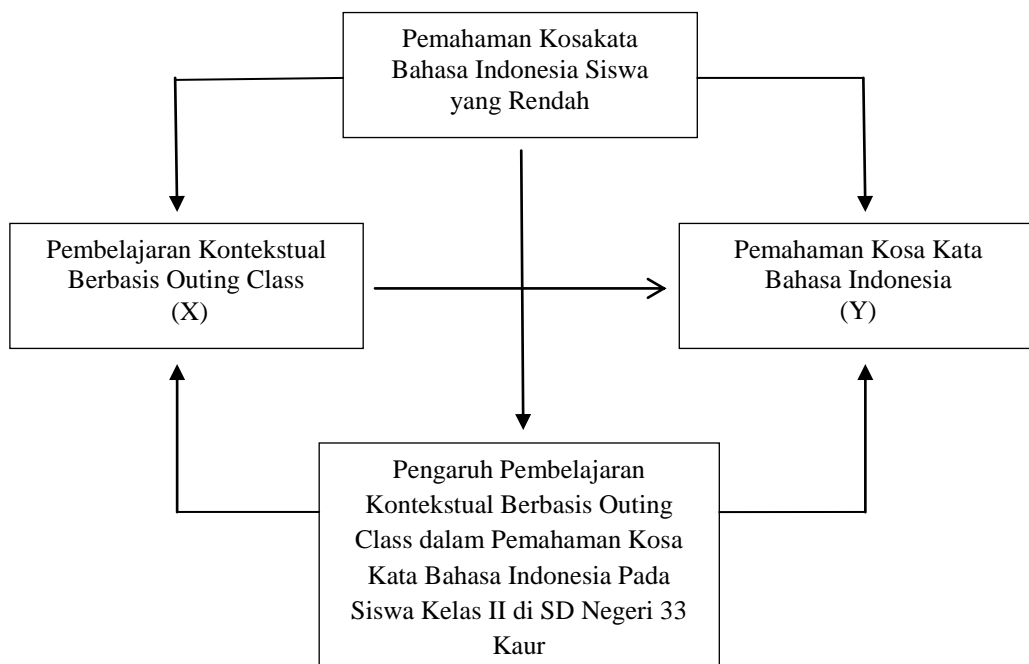 Pemahaman Kosakata
Bahasa Indonesia Siswa
yang Rendah
Pembelajaran Kontekstual
Berbasis Outing Class
(X)
Pemahaman Kosa Kata
Bahasa Indonesia
(Y)
Pengaruh Pembelajaran
Kontekstual Berbasis Outing
Class dalam Pemahaman Kosa
Kata Bahasa Indonesia Pada
Siswa Kelas II di SD Negeri 33
Kaur